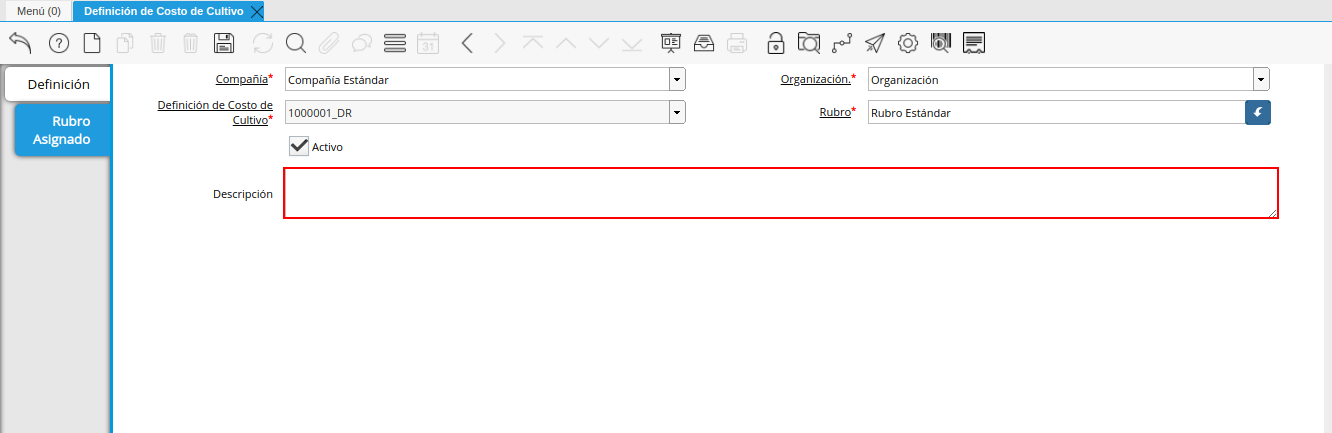 Menú (0)
Definición de Costo de Cultivo
31
Definición
Rubro
Asignado
Compañía*
Compañía Estándar
Organización.*
Organización
Definición de Costo de
Cultivo*
1000001_DR
Rubro*
Rubro Estándar
Activo
Descripción